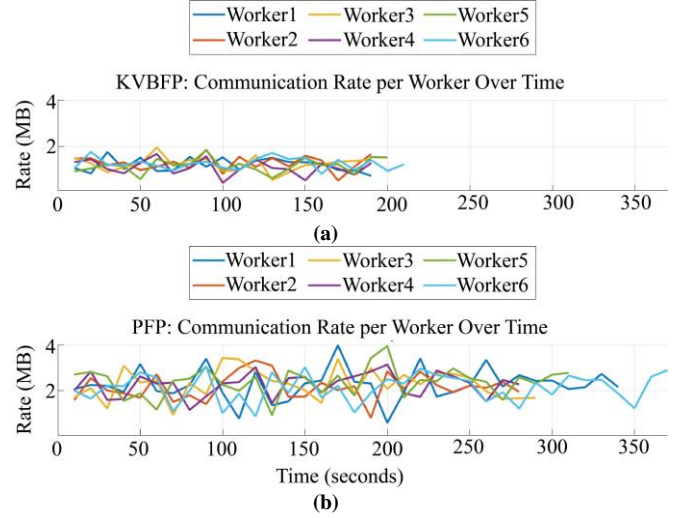 Worker1 Worker3 Worker5
Worker2 Worker4 Worker6
KVBFP: Communication Rate per Worker Over Time
4
2
Rate (MB)
0 50 100 150 200 250 300 350
(a)
Worker1 Worker3 Worker5
Worker2 Worker4 Worker6
PFP: Communication Rate per Worker Over Time
4
2
Rate (MB)
0 50 100 150 200 250 300 350
Time (seconds)
(b)